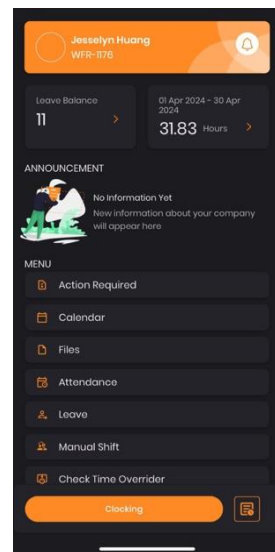 Jesselyn Huang
WFR-1176
Leave Balance
11
01 Apr 2024 - 30 Apr
2024
31.83 Hours
ANNOUNCEMENT
No Information Yet
New information about your company
will appear here
MENU
Action Required
Calendar
Files
Attendance
Leave
Manual Shift
Check Time Overrider
Clocking